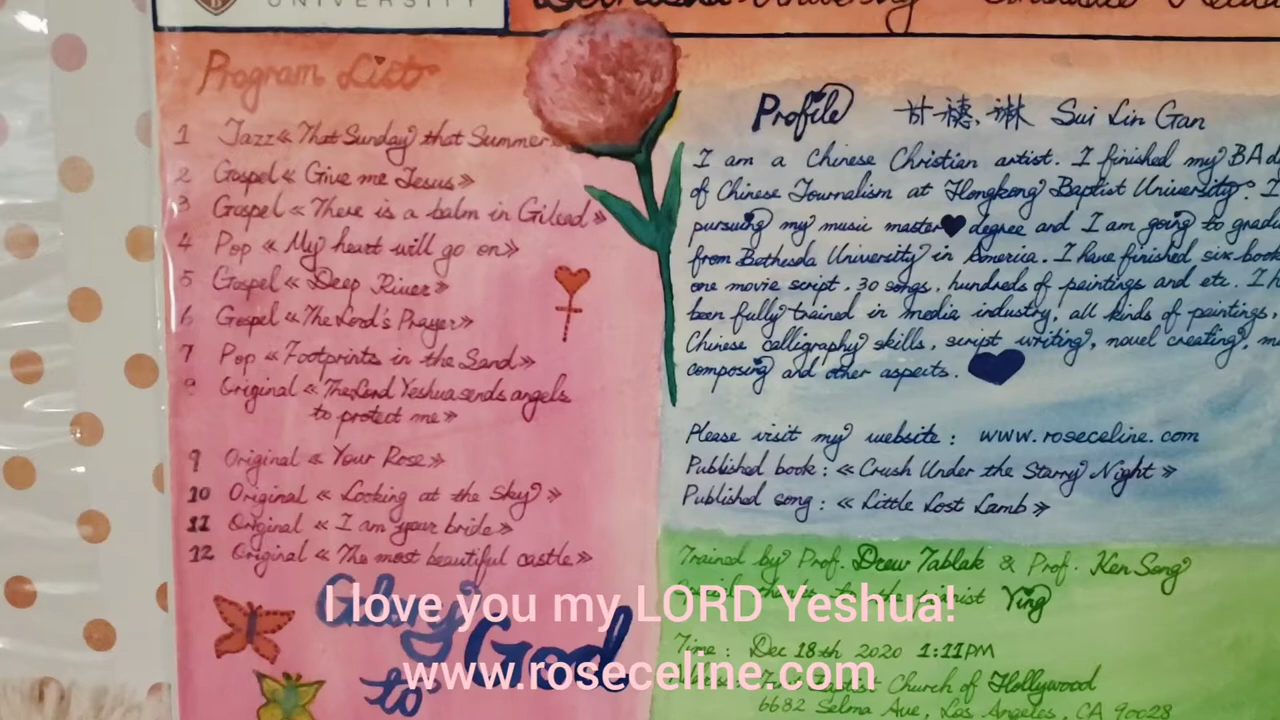 UNIVERSITY
Bethesda University
Program List
1 Jazz «That Sunday that Summer
2 Gospel « Give me Jesus»
3 Gospel « There is a balm in Gilead»
4 Pop « My heart will go on»
5 Gospel « Deep River»
6 Gospel «The Lord's Prayer»
7 Pop «Footprints in the Sand»
8 Original «The Lord Yeshua sends angels
to protect me»
9 Original « Your Rose»
10 Original « Looking at the sky»
11 Original « I am your bride»
12 Original « The most beautiful castle»
Glory
to God
Profile 甘穗琳 Sui Lin Gan
I am a Chinese Christian artist. I finished my BA d
of Chinese Journalism at Hongkong Baptist University. I
pursuing my music master degree and I am going to gradu
from Bethesda University in America. I have finished six book
one movie script, 30 songs, hundreds of paintings and etc. I h
been fully trained in media industry, all kinds of paintings,
Chinese calligraphy skills, script writing, novel creating, mu
composing and other aspects.
Please visit my website : www.roseceline.com
Published book : « Crush Under the Starry Night »
Published song : « Little Lost Lamb »
Trained by Prof. Drew Tablak & Prof. Ken Song
Ying
Time : Dec 18th 2020 1:11PM
Church of Hollywood
6682 Selma Ave, Los Angeles, CA 90028
I love you my LORD Yeshua!
www.roseceline.com